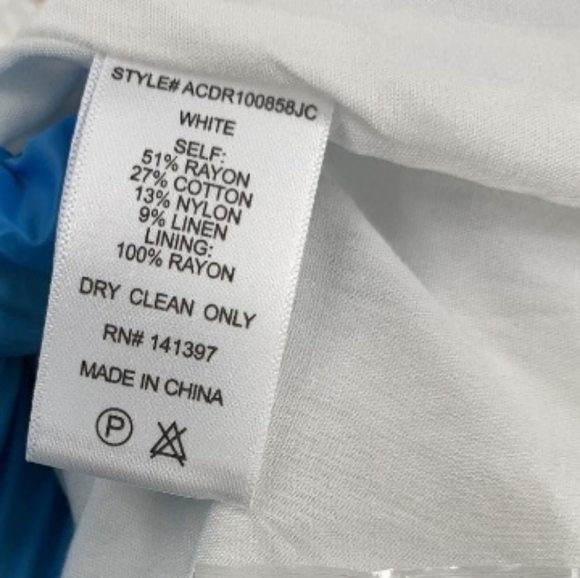 STYLE# ACDR100858JC
WHITE
SELF:
51% RAYON
27% COTTON
13% NYLON
9% LINEN
LINING:
100% RAYON
DRY CLEAN ONLY
RN# 141397
MADE IN CHINA
P